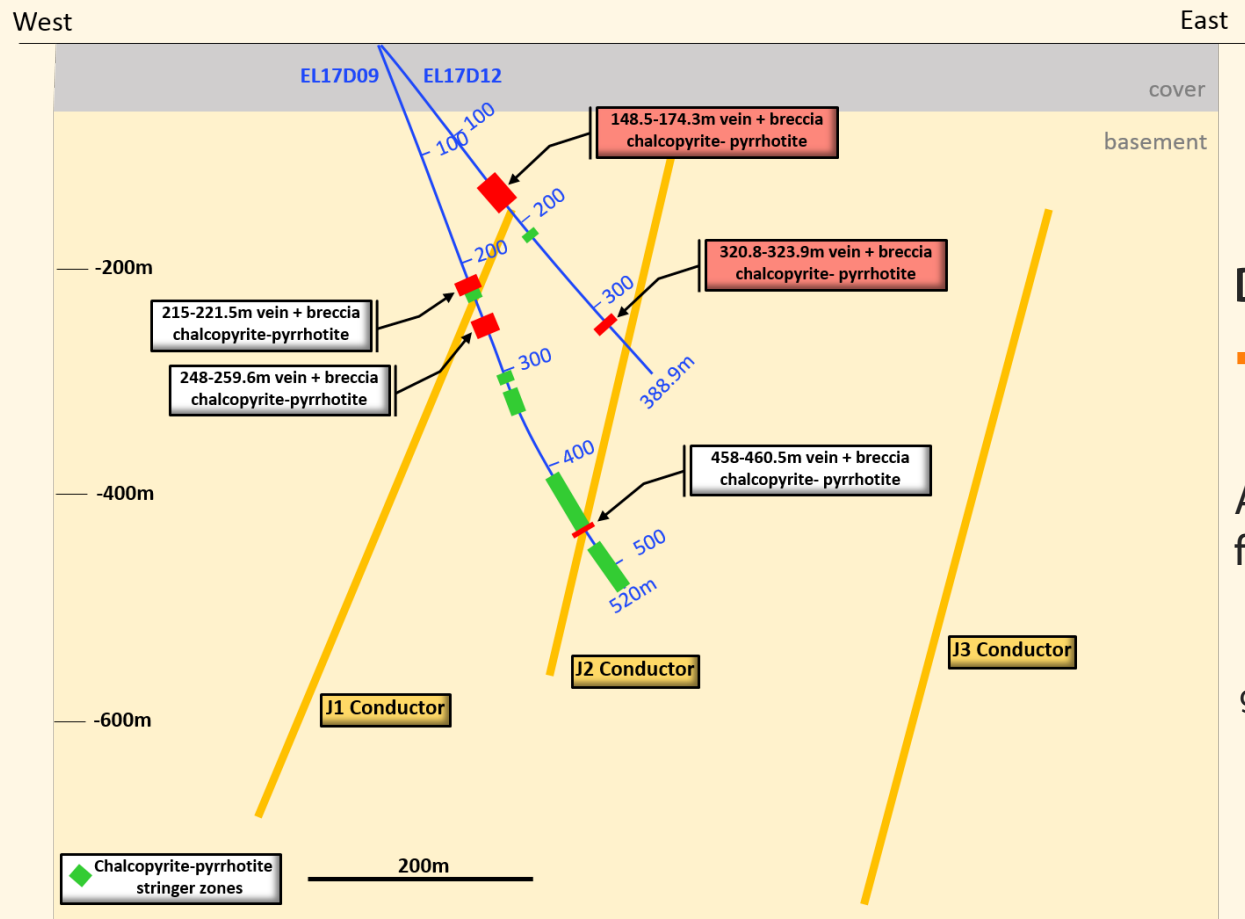 West
East
EL17D09
EL17D12
cover
basement
100
100
148.5-174.3m vein + breccia
chalcopyrite- pyrrhotite
200
200
-200m
320.8-323.9m vein + breccia
chalcopyrite- pyrrhotite
215-221.5m vein + breccia
chalcopyrite-pyrrhotite
300
300
248-259.6m vein + breccia
chalcopyrite-pyrrhotite
388.9m
400
458-460.5m vein + breccia
chalcopyrite- pyrrhotite
-400m
500
520m
J3 Conductor
J2 Conductor
J1 Conductor
-600m
Chalcopyrite-pyrrhotite
stringer zones
200m